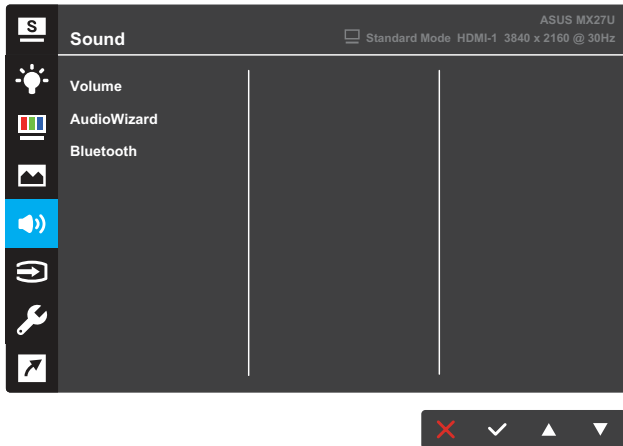 S
ASUS MX27U
Sound
Standard Mode HDMI-1 3840 x 2160 @ 30Hz
Volume
AudioWizard
Bluetooth